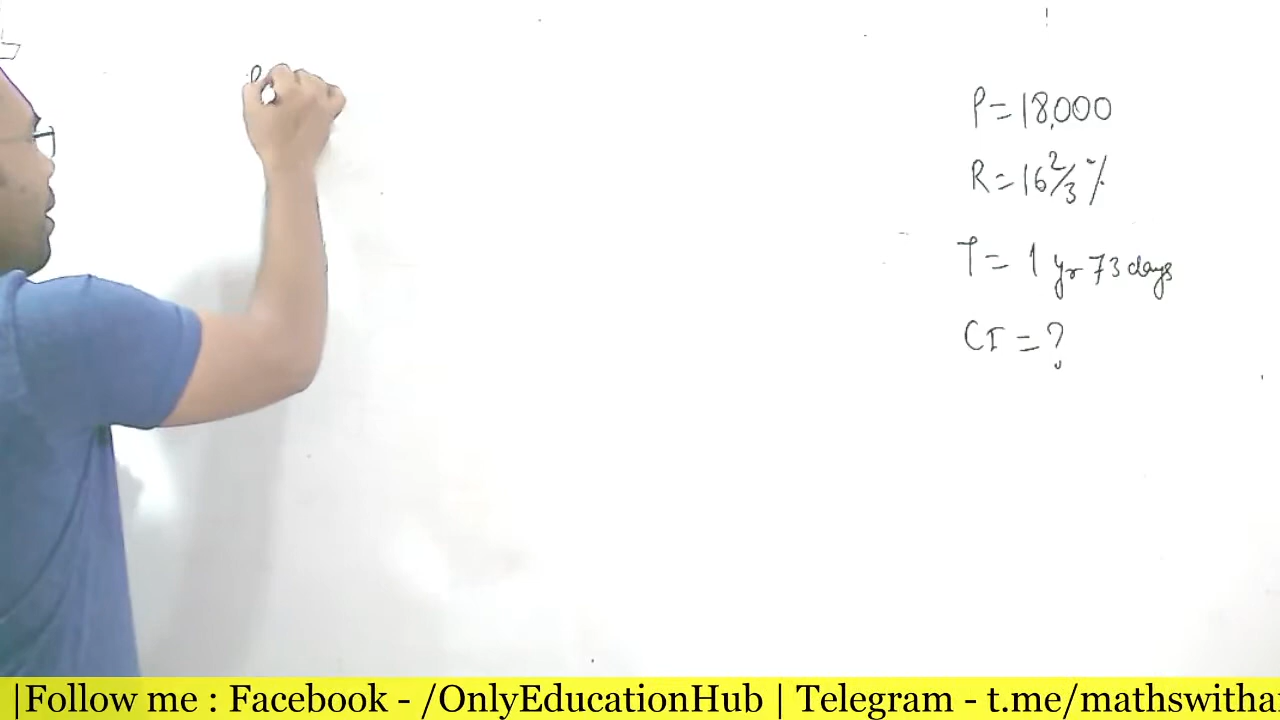 P
P = 18,000
R = 16 2/3 %
T = 1 yr 73 days
CI = ?
|Follow me : Facebook - /OnlyEducationHub | Telegram - t.me/mathswitha